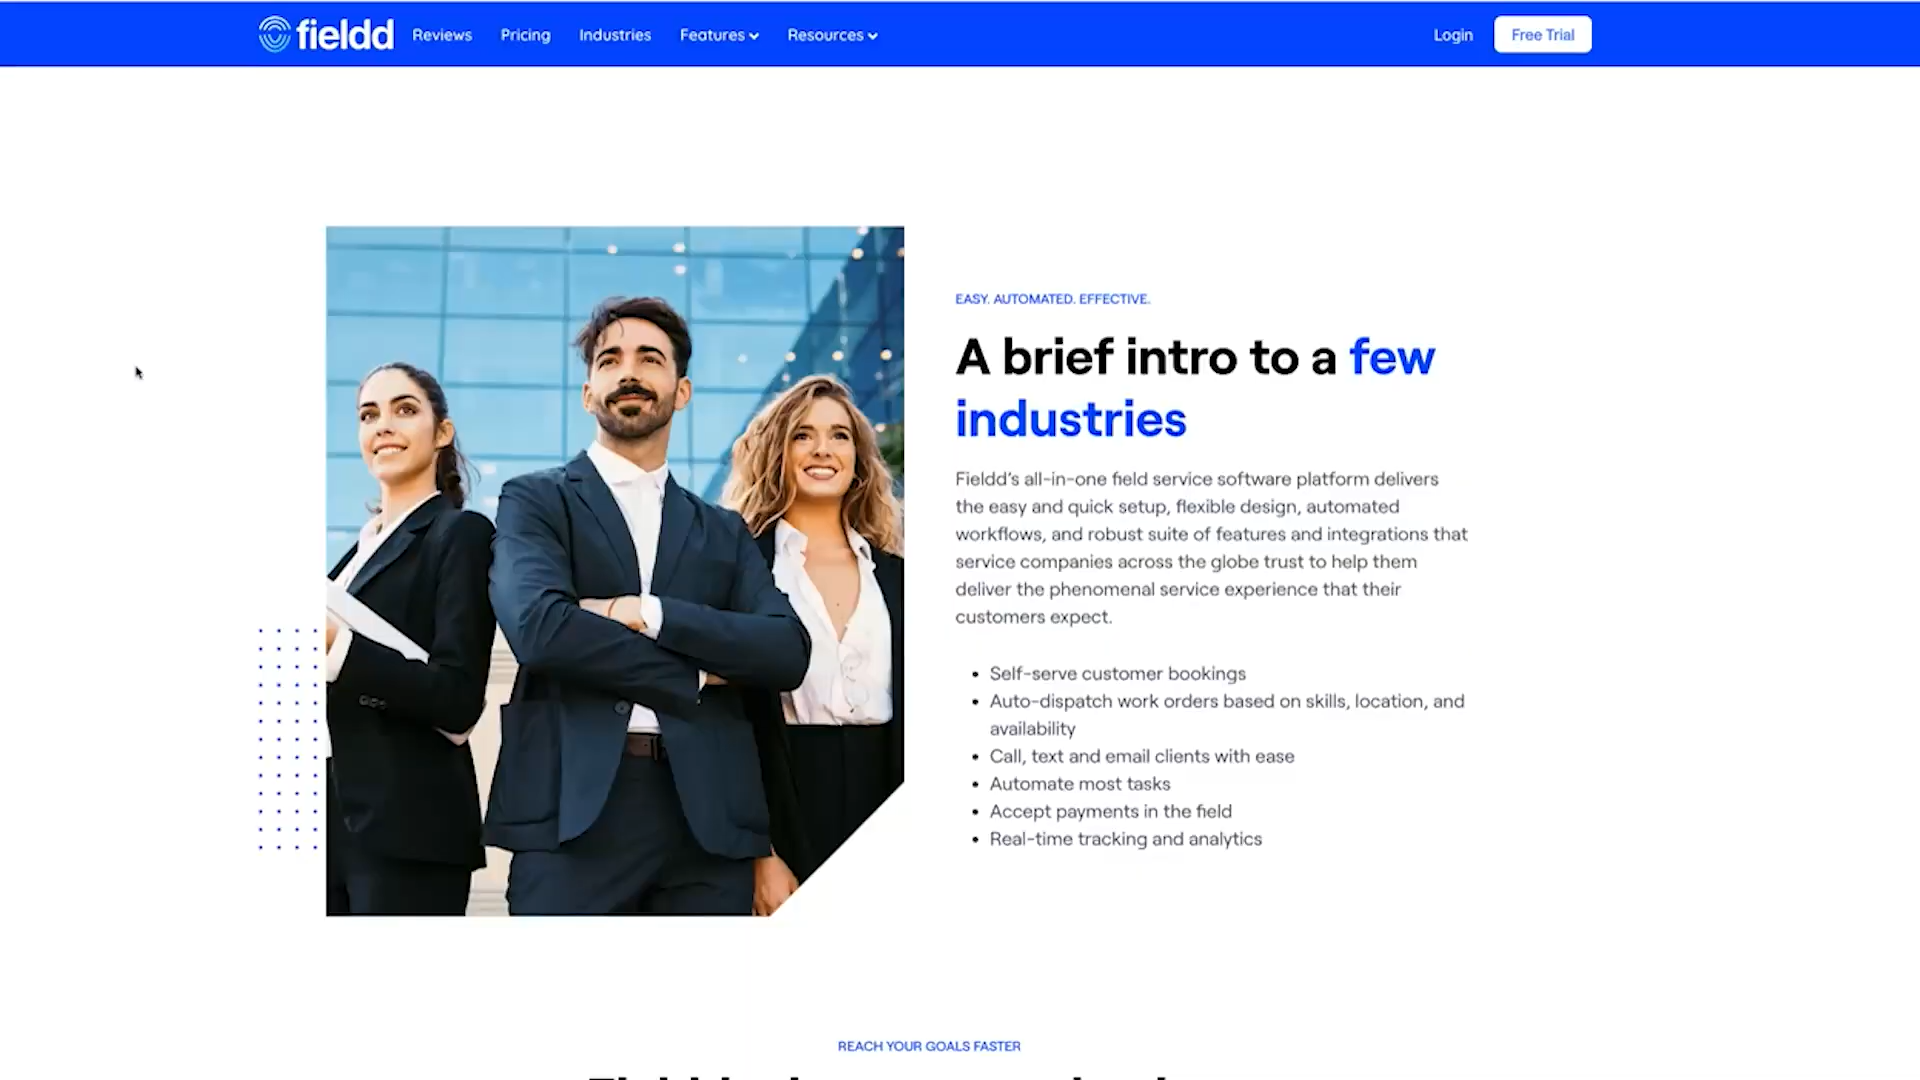 fieldd Reviews Pricing Industries Features Resources Login Free Trial
EASY. AUTOMATED. EFFECTIVE.
A brief intro to a few
industries
Fieldd's all-in-one field service software platform delivers
the easy and quick setup, flexible design, automated
workflows, and robust suite of features and integrations that
service companies across the globe trust to help them
deliver the phenomenal service experience that their
customers expect.
• Self-serve customer bookings
• Auto-dispatch work orders based on skills, location, and
availability
• Call, text and email clients with ease
• Automate most tasks
• Accept payments in the field
• Real-time tracking and analytics
REACH YOUR GOALS FASTER